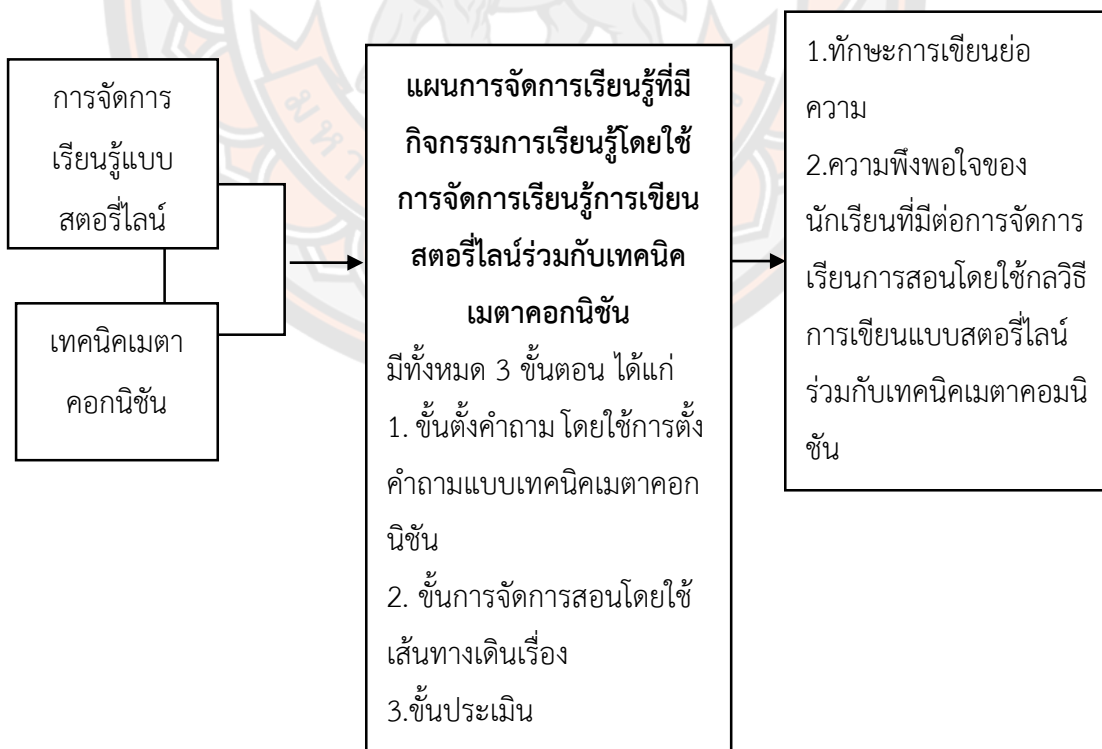 การจัดการ
เรียนรู้แบบ
สตอรี่ไลน์
เทคนิคเมตา
คอกนิชัน
แผนการจัดการเรียนรู้ที่มี
กิจกรรมการเรียนรู้โดยใช้
การจัดการเรียนรู้การเขียน
สตอรี่ไลน์ร่วมกับเทคนิค
เมตาคอกนิชัน
มีทั้งหมด 3 ขั้นตอน ได้แก่
1. ขั้นตั้งคำถาม โดยใช้การตั้ง
คำถามแบบเทคนิคเมตาคอก
นิชัน
2. ขั้นการจัดการสอนโดยใช้
เส้นทางเดินเรื่อง
3.ขั้นประเมิน
1.ทักษะการเขียนย่อ
ความ
2.ความพึงพอใจของ
นักเรียนที่มีต่อการจัดการ
เรียนการสอนโดยใช้กลวิธี
การเขียนแบบสตอรี่ไลน์
ร่วมกับเทคนิคเมตาคอมนิ
ชัน